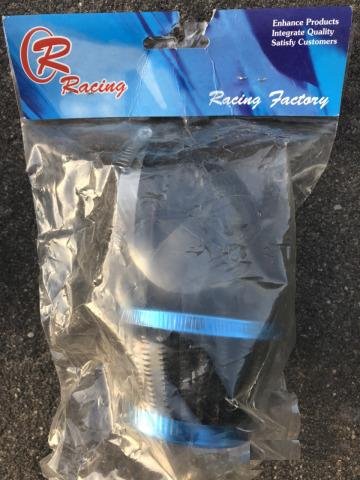 R
Racing
Enhance Products
Integrate Quality
Satisfy Customers
Racing Factory